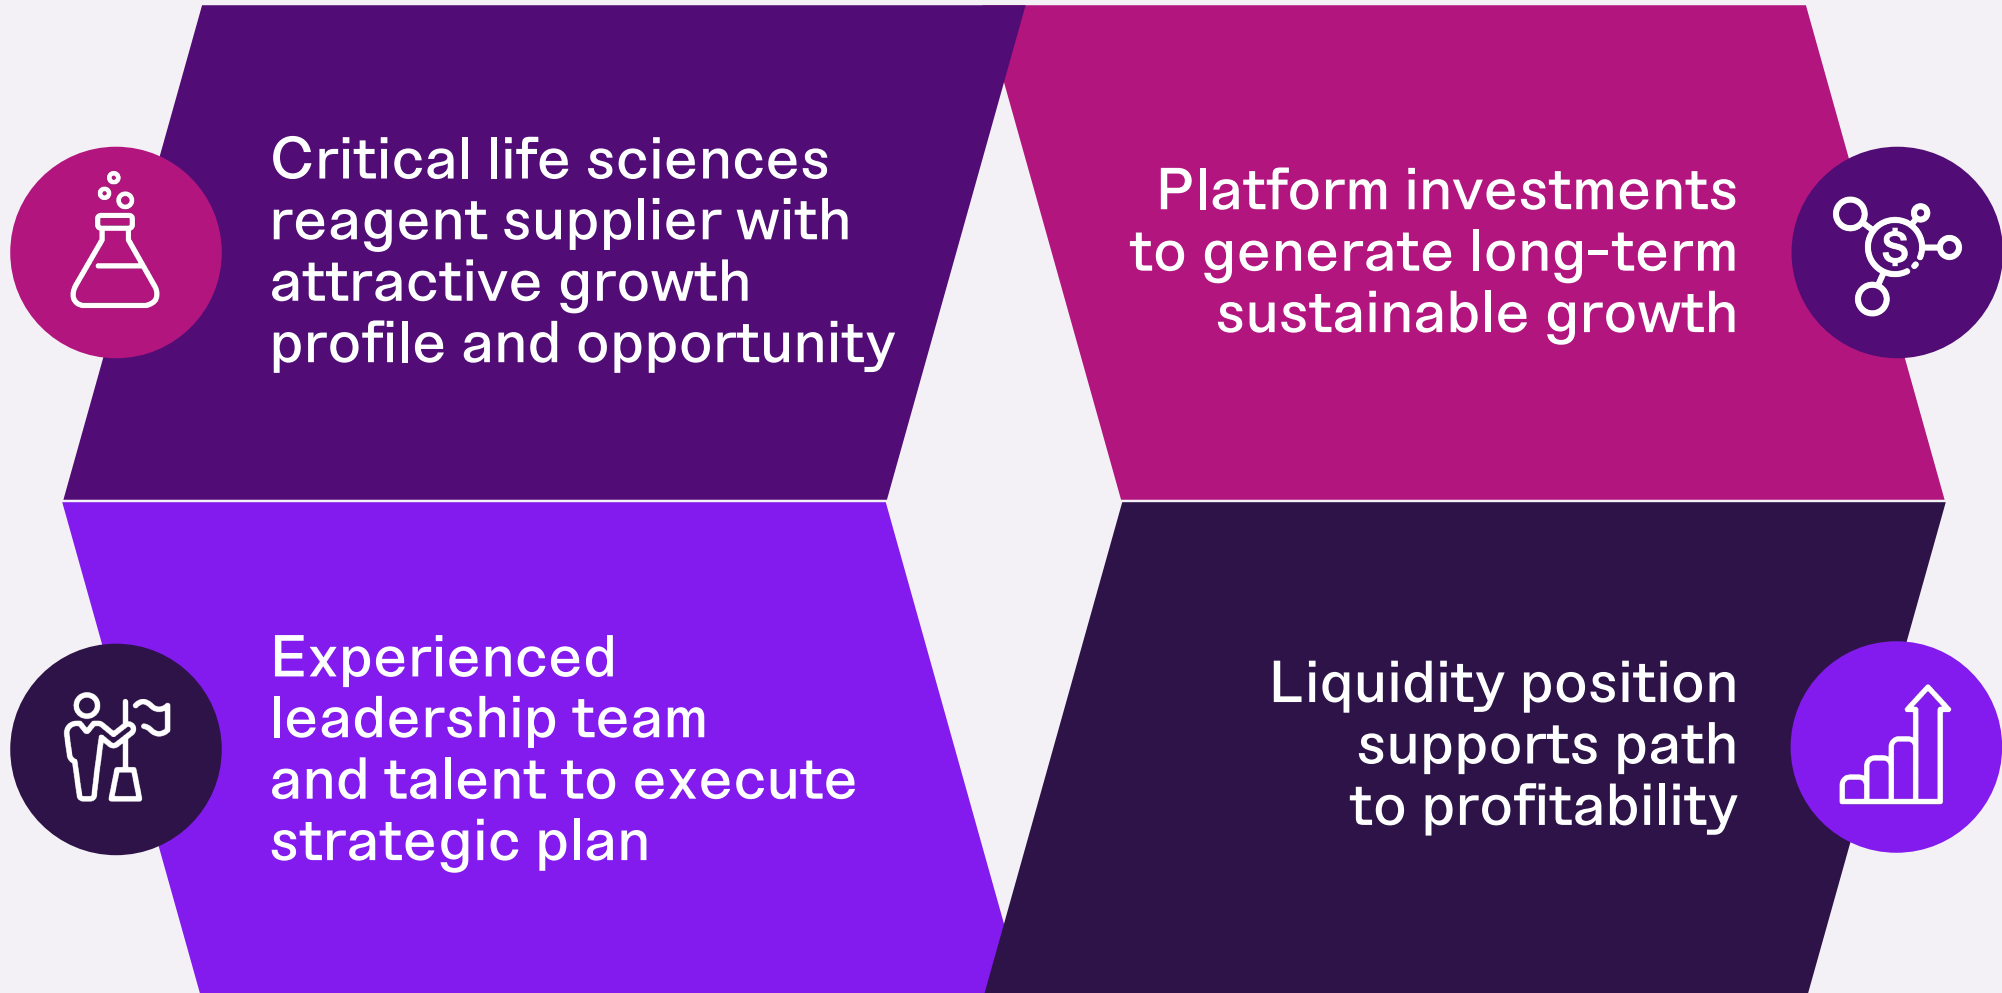 Critical life sciences
reagent supplier with
attractive growth
profile and opportunity
Platform investments
to generate long-term
sustainable growth
$
Experienced
leadership team
and talent to execute
strategic plan
Liquidity position
supports path
to profitability